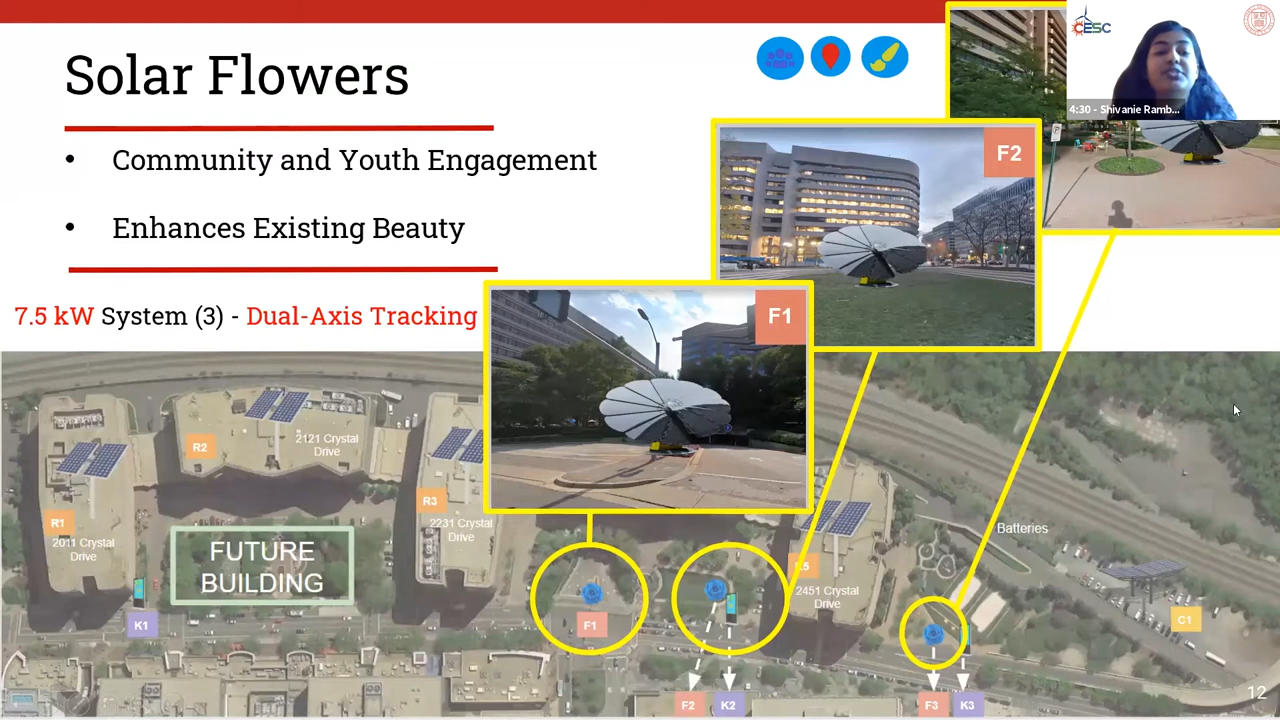 Solar Flowers
• Community and Youth Engagement
• Enhances Existing Beauty
7.5 kW System (3) - Dual-Axis Tracking
CESC
4:30 - Shivanie Ramb...
F2
F1
R1
2011 Crystal
Drive
R2
2121 Crystal
Drive
R3
2231 Crystal
Drive
FUTURE
BUILDING
K1
F1
2451 Crystal
Drive
Batteries
C1
F2
K2
F3
K3
12